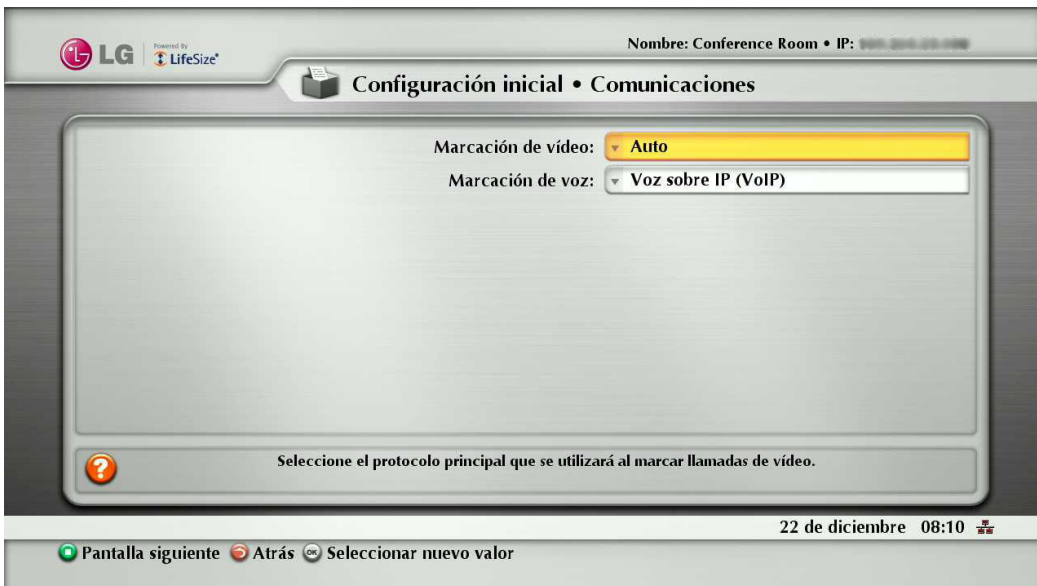 LG
Powered By
LifeSize
Nombre: Conference Room • IP:
Configuración inicial • Comunicaciones
Marcación de vídeo: Auto
Marcación de voz: Voz sobre IP (VoIP)
Seleccione el protocolo principal que se utilizará al marcar llamadas de vídeo.
22 de diciembre 08:10
Pantalla siguiente Atrás OK Seleccionar nuevo valor